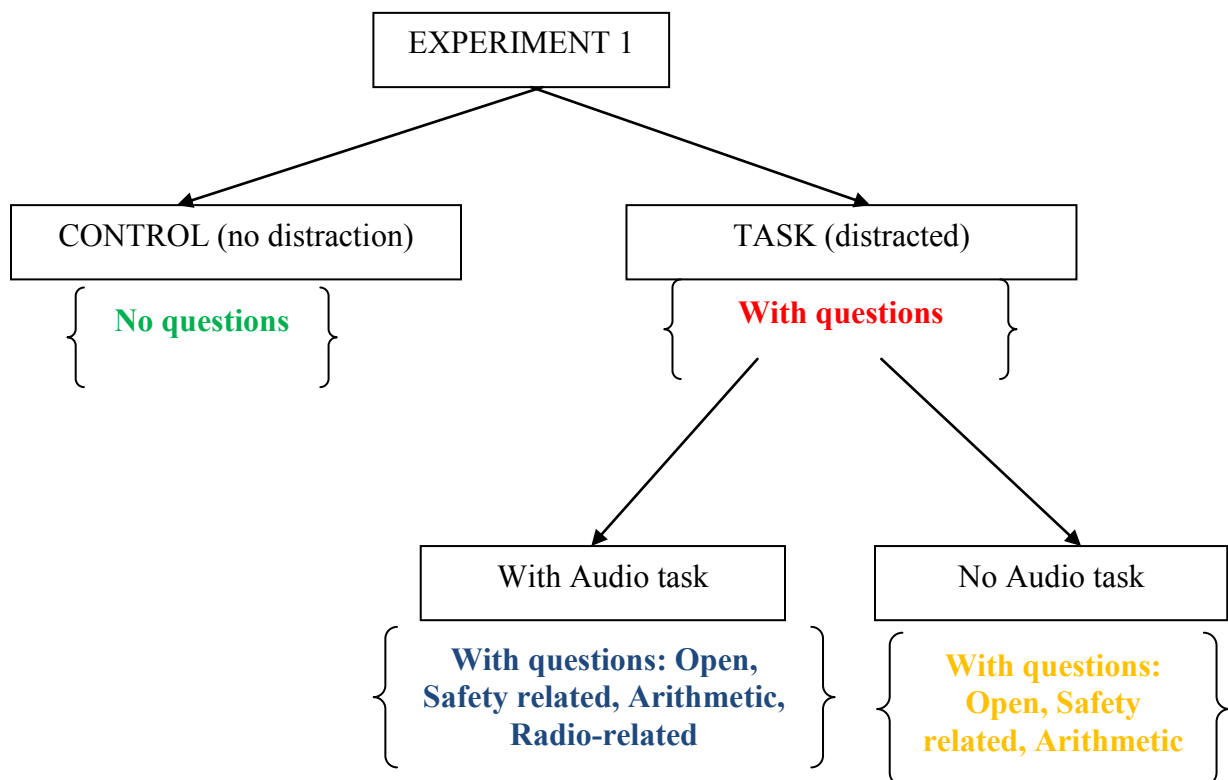 EXPERIMENT 1
CONTROL (no distraction)
TASK (distracted)
No questions
With questions
With Audio task
No Audio task
With questions: Open,
Safety related, Arithmetic,
Radio-related
With questions:
Open, Safety
related, Arithmetic